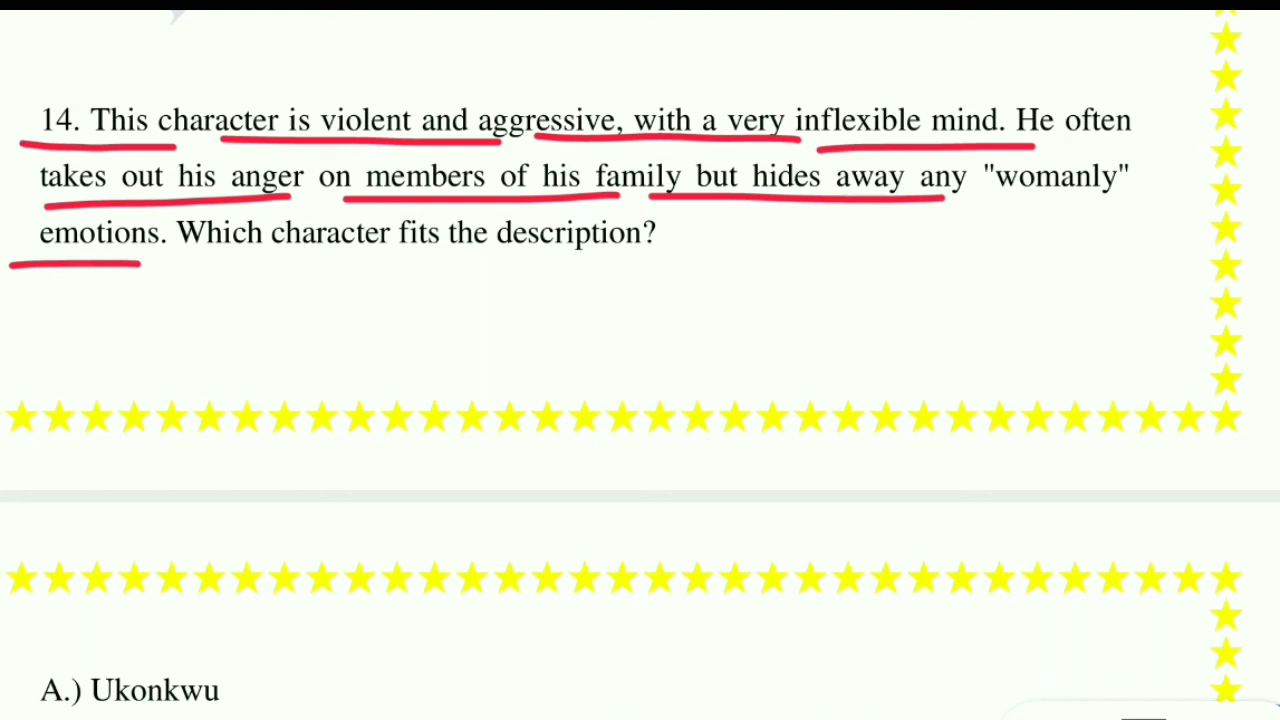 14. This character is violent and aggressive, with a very inflexible mind. He often
takes out his anger on members of his family but hides away any "womanly"
emotions. Which character fits the description?
A.) Ukonkwu